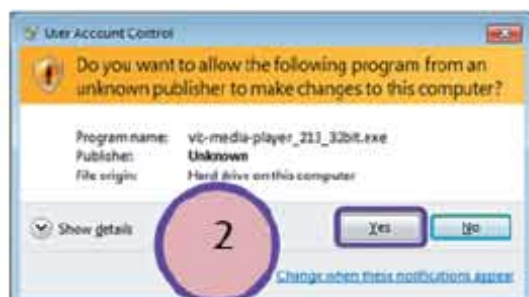 User Account Control
Do you want to allow the following program from an
unknown publisher to make changes to this computer?
Program name: vlc-media-player_213_32bit.exe
Publisher: Unknown
File origin: Hard drive on this computer
Show details
2
Yes
No
Change when these notifications appear